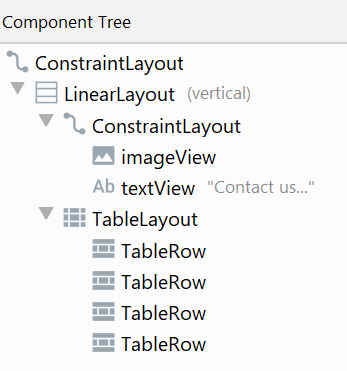 Component Tree
ConstraintLayout
LinearLayout (vertical)
ConstraintLayout
imageView
Ab textView "Contact us..."
TableLayout
TableRow
TableRow
TableRow
TableRow